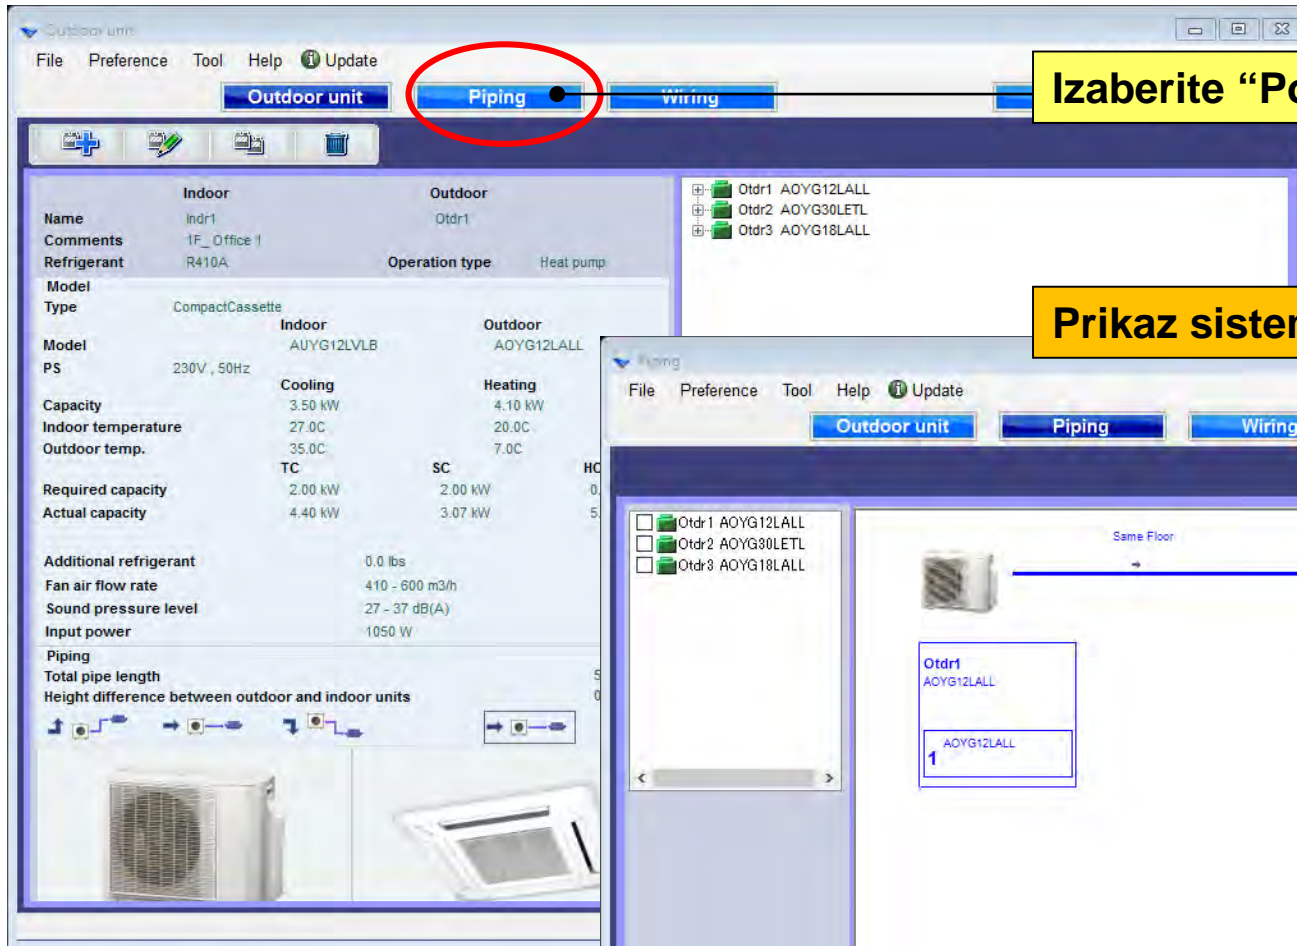 Outdoor unit
File Preference Tool Help Update
Outdoor unit Piping Wiring
Izaberite “Po
Indoor Outdoor
Name Indr1 Otdr1
Comments 1F_Office 1
Refrigerant R410A Operation type Heat pump
Model
Type CompactCassette
Indoor Outdoor
Model AUYG12LVLB AOYG12LALL
PS 230V , 50Hz
Cooling Heating
Capacity 3.50 kW 4.10 kW
Indoor temperature 27.0C 20.0C
Outdoor temp. 35.0C 7.0C
TC SC HC
Required capacity 2.00 kW 2.00 kW 0.
Actual capacity 4.40 kW 3.07 kW 5.
Additional refrigerant 0.0 lbs
Fan air flow rate 410 - 600 m3/h
Sound pressure level 27 - 37 dB(A)
Input power 1050 W
Piping
Total pipe length 5
Height difference between outdoor and indoor units 0
Otdr1 AOYG12LALL
Otdr2 AOYG30LETL
Otdr3 AOYG18LALL
Prikaz sister
Piping
File Preference Tool Help Update
Outdoor unit Piping Wiring
Otdr1 AOYG12LALL
Otdr2 AOYG30LETL
Otdr3 AOYG18LALL
Same Floor
Otdr1
AOYG12LALL
AOYG12LALL
1